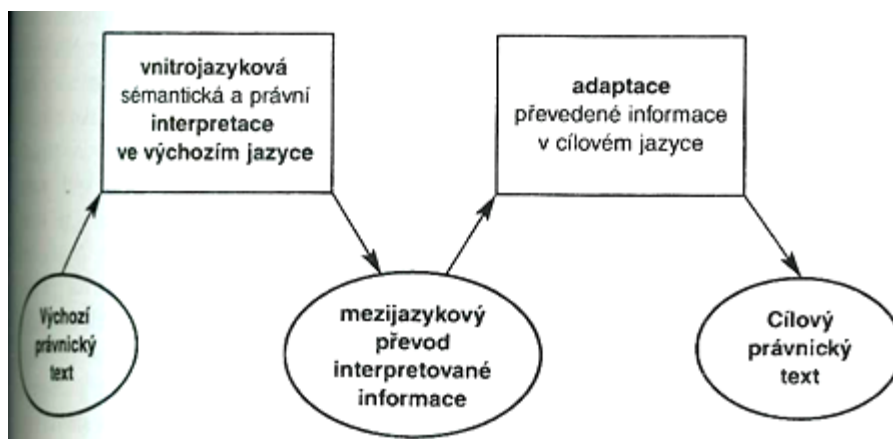 vnitrojazyková
sémantická a právní
interpretace
ve výchozím jazyce
adaptace
převedené informace
v cílovém jazyce
Výchozí
právnický
text
mezijazykový
převod
interpretované
informace
Cílový
právnický
text